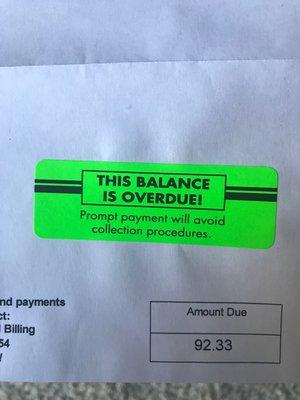 THIS BALANCE
IS OVERDUE!
Prompt payment will avoid
collection procedures.
nd payments
ct:
Billing
54
!
Amount Due
92.33